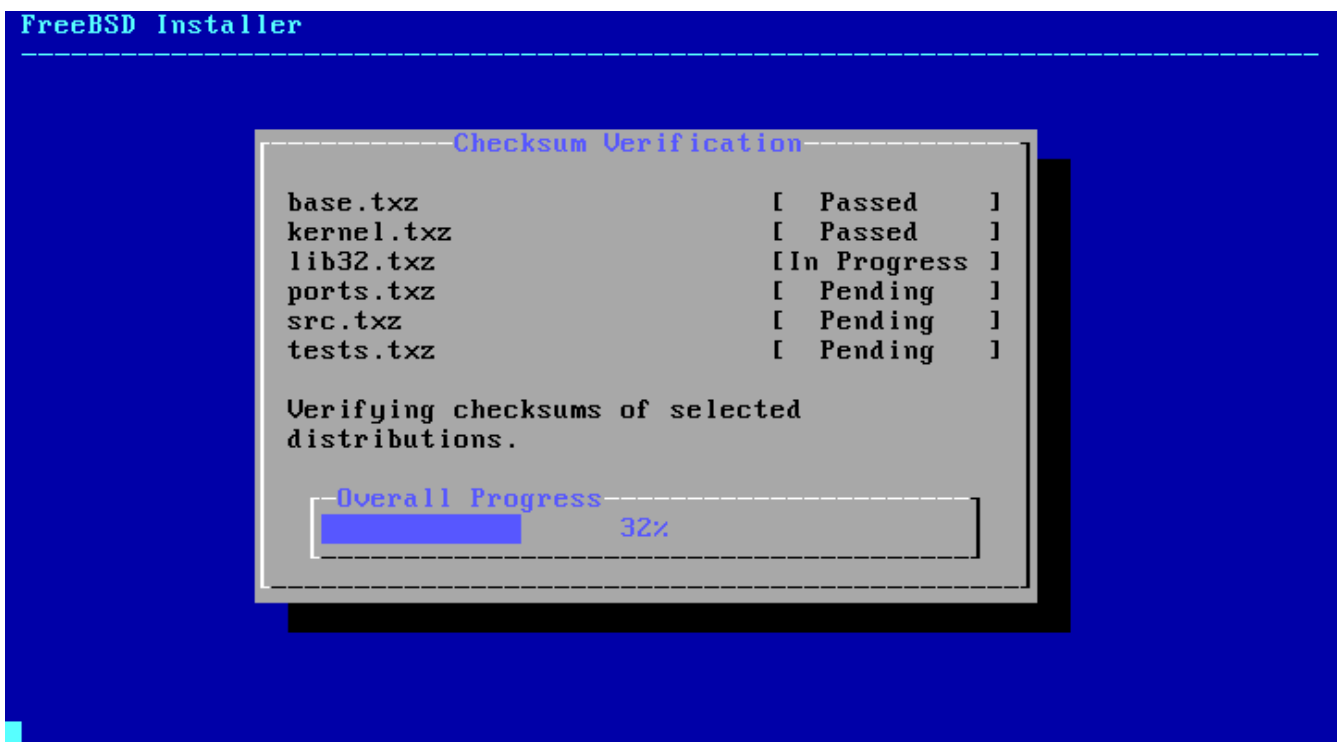 FreeBSD Installer
Checksum Verification
base.txz [ Passed ]
kernel.txz [ Passed ]
lib32.txz [In Progress ]
ports.txz [ Pending ]
src.txz [ Pending ]
tests.txz [ Pending ]
Verifying checksums of selected
distributions.
Overall Progress
32%